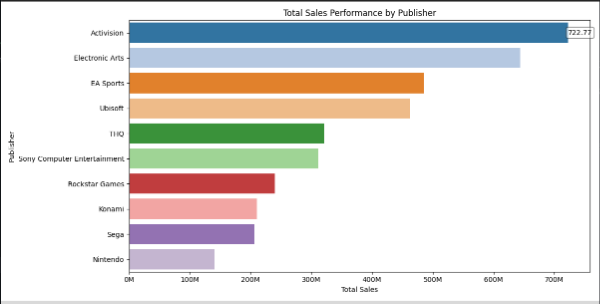 Total Sales Performance by Publisher
Activision
722.77
Electronic Arts
EA Sports
Ubisoft
THQ
Sony Computer Entertainment
Rockstar Games
Konami
Sega
Nintendo
Publisher
0M 100M 200M 300M 400M 500M 600M 700M
Total Sales